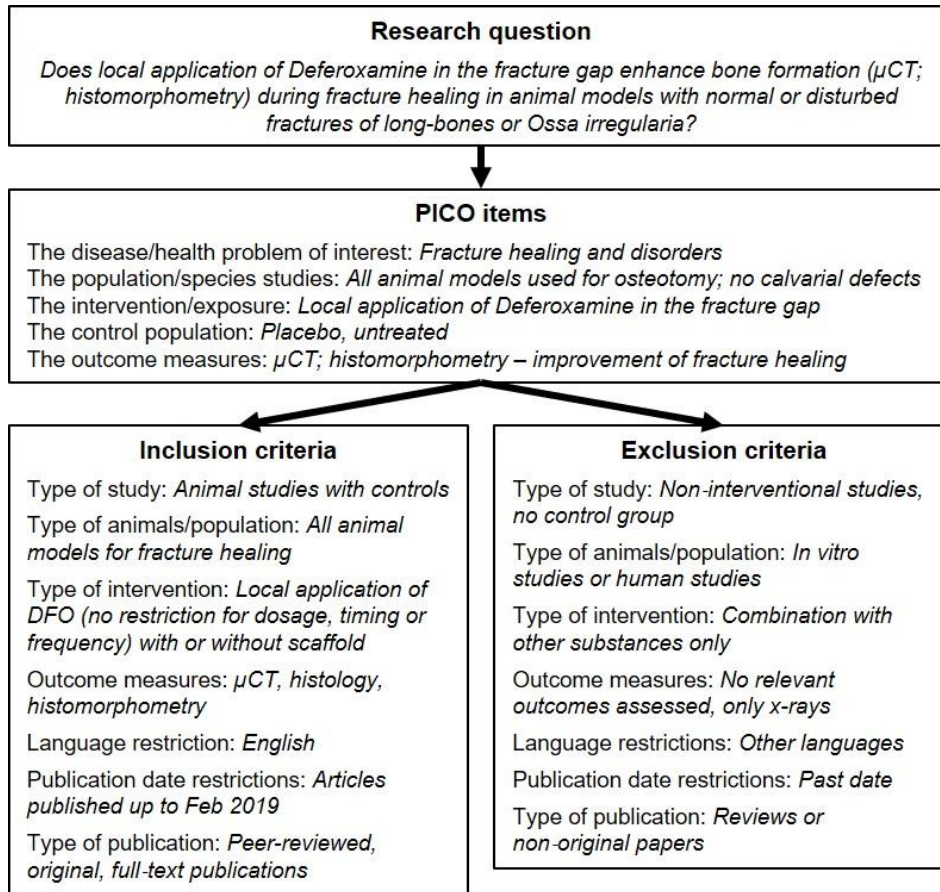 Research question
Does local application of Deferoxamine in the fracture gap enhance bone formation (µCT;
histomorphometry) during fracture healing in animal models with normal or disturbed
fractures of long-bones or Ossa irregularia?
PICO items
The disease/health problem of interest: Fracture healing and disorders
The population/species studies: All animal models used for osteotomy; no calvarial defects
The intervention/exposure: Local application of Deferoxamine in the fracture gap
The control population: Placebo, untreated
The outcome measures: µCT; histomorphometry – improvement of fracture healing
Inclusion criteria
Type of study: Animal studies with controls
Type of animals/population: All animal
models for fracture healing
Type of intervention: Local application of
DFO (no restriction for dosage, timing or
frequency) with or without scaffold
Outcome measures: µCT, histology,
histomorphometry
Language restriction: English
Publication date restrictions: Articles
published up to Feb 2019
Type of publication: Peer-reviewed,
original, full-text publications
Exclusion criteria
Type of study: Non-interventional studies,
no control group
Type of animals/population: In vitro
studies or human studies
Type of intervention: Combination with
other substances only
Outcome measures: No relevant
outcomes assessed, only x-rays
Language restrictions: Other languages
Publication date restrictions: Past date
Type of publication: Reviews or
non-original papers